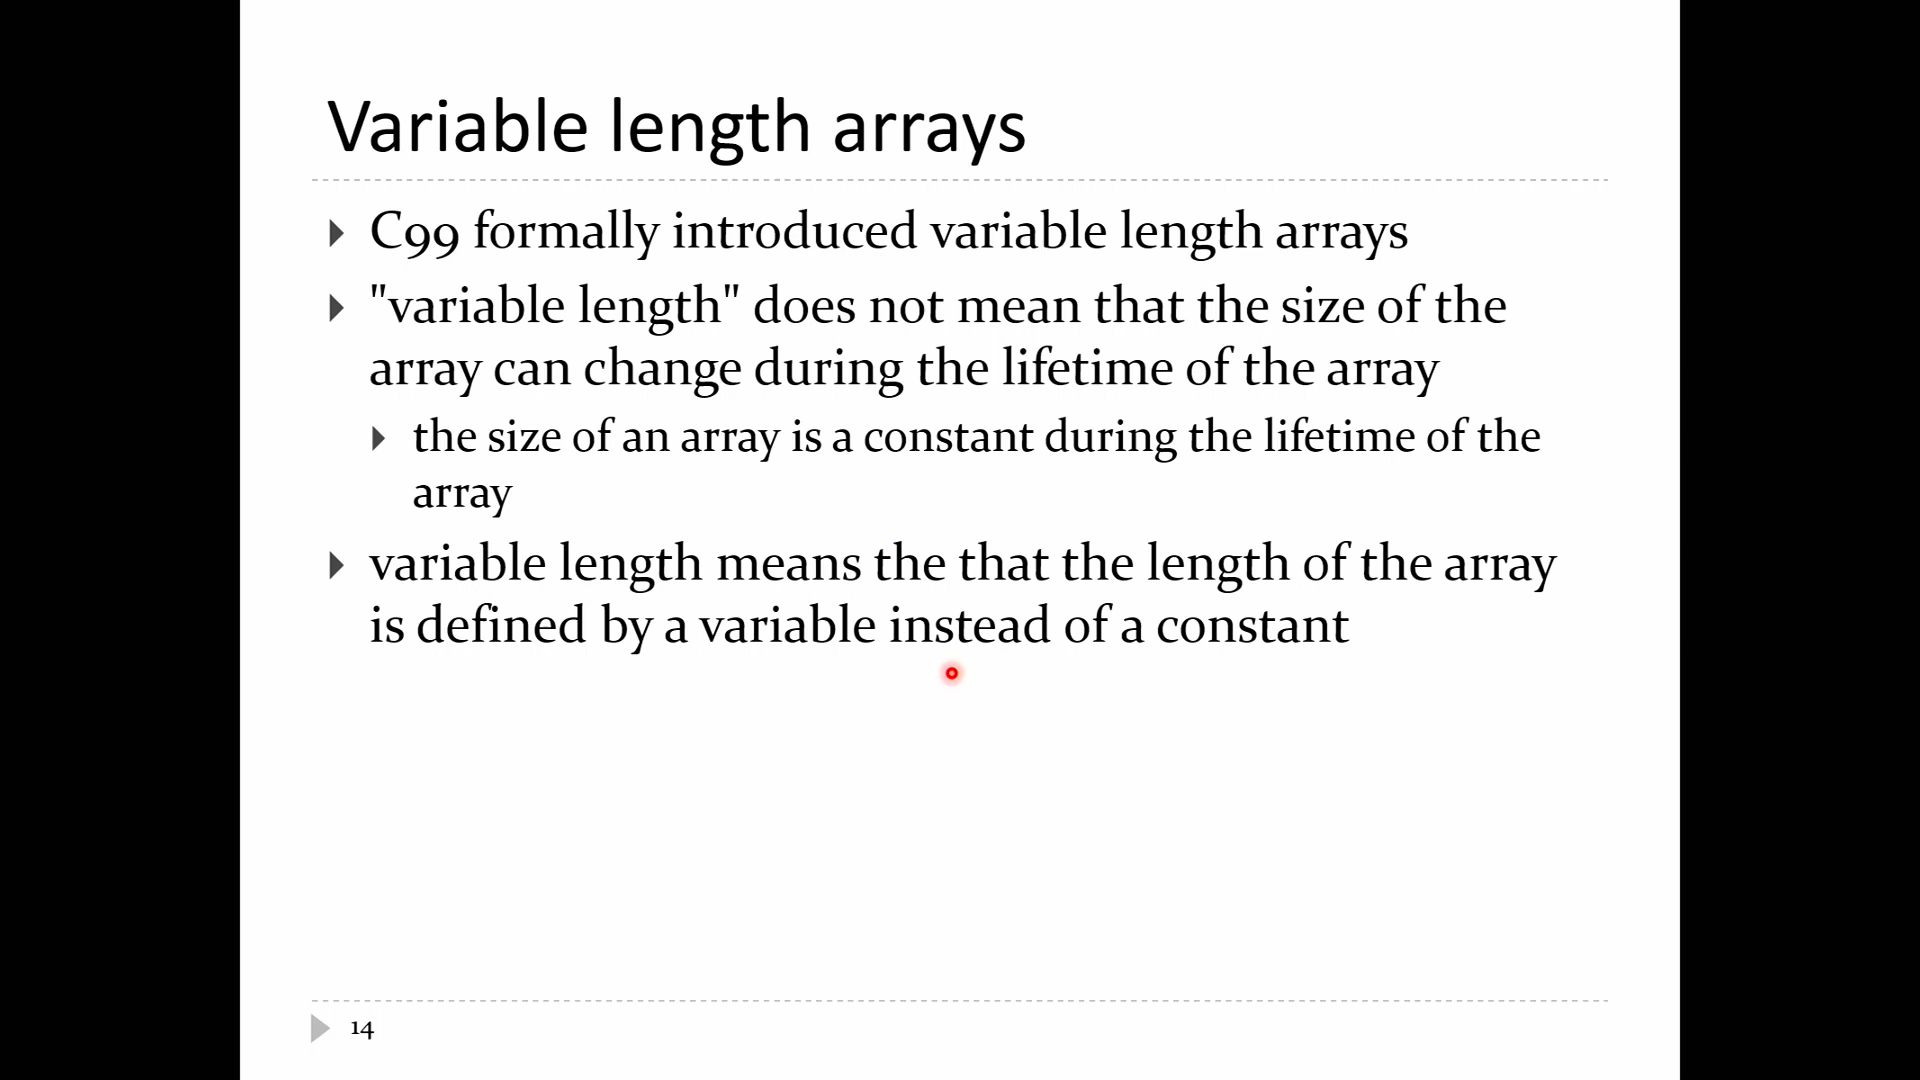 Variable length arrays
C99 formally introduced variable length arrays
"variable length" does not mean that the size of the
array can change during the lifetime of the array
the size of an array is a constant during the lifetime of the
array
variable length means the that the length of the array
is defined by a variable instead of a constant
14